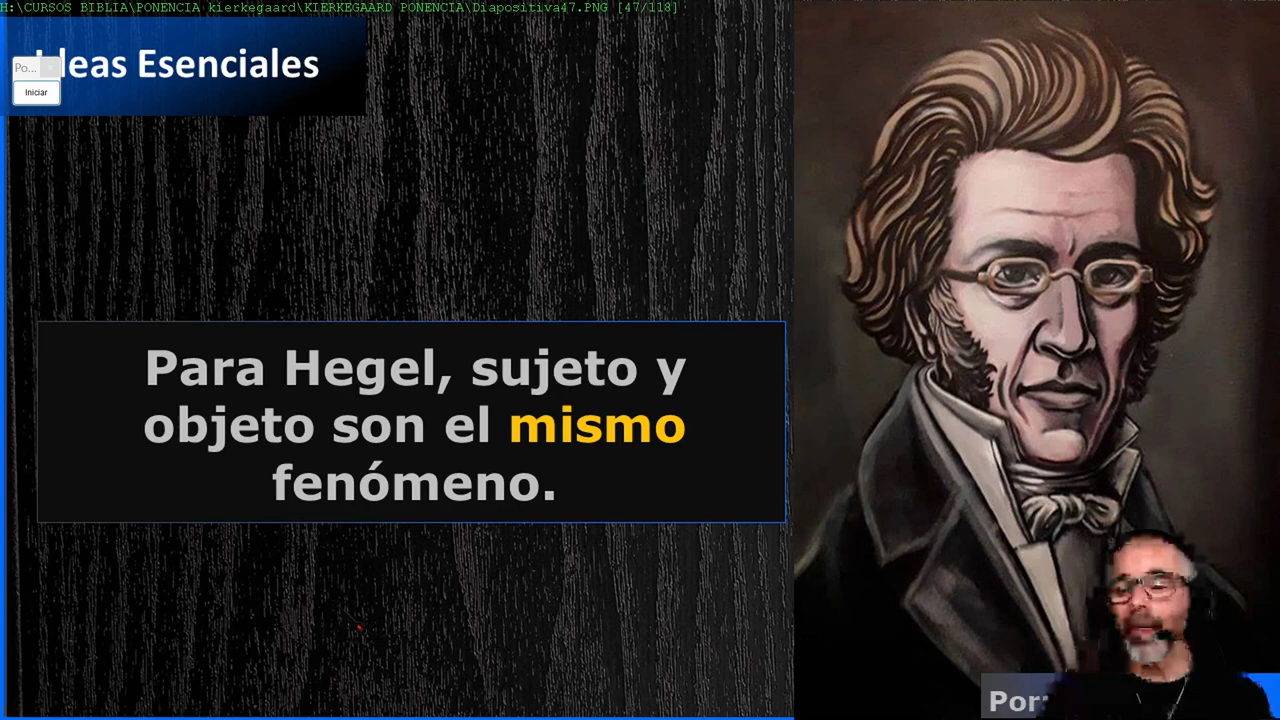 H:\CURSOS BIBLIA\PONENCIA kierkegaard\KIERKEGAARD PONENCIA\Diapositiva47.PNG [47/118]
Ideas Esenciales
Po...
Iniciar
Para Hegel, sujeto y
objeto son el mismo
fenómeno.
Por: